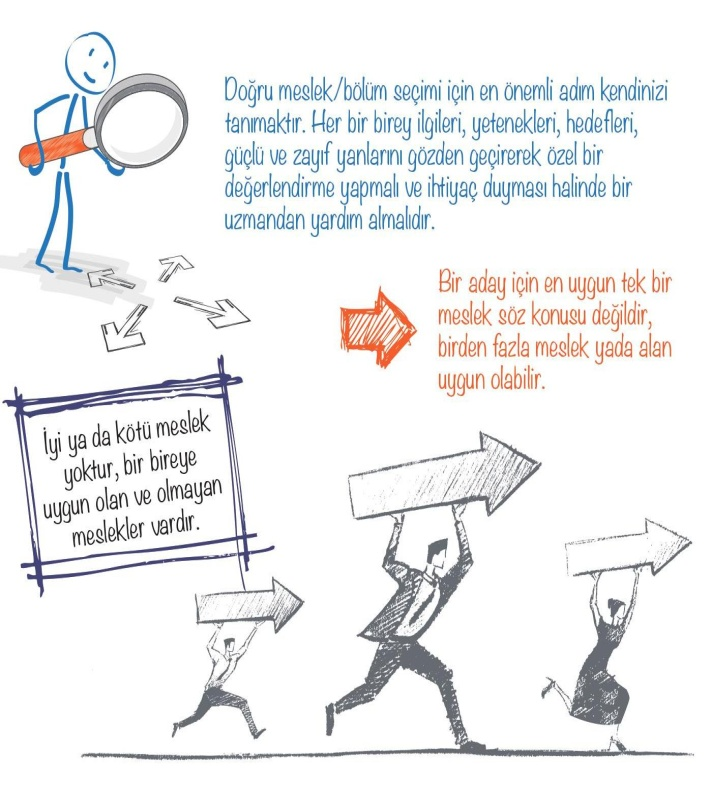 Doğru meslek/bölüm seçimi için en önemli adım kendinizi
tanımaktır. Her bir birey ilgileri, yetenekleri, hedefleri,
güçlü ve zayıf yanlarını gözden geçirerek özel bir
değerlendirme yapmalı ve ihtiyaç duyması halinde bir
uzmandan yardım almalıdır.
Bir aday için en uygun tek bir
meslek söz konusu değildir,
birden fazla meslek yada alan
uygun olabilir.
İyi ya da kötü meslek
yoktur, bir bireye
uygun olan ve olmayan
meslekler vardır.